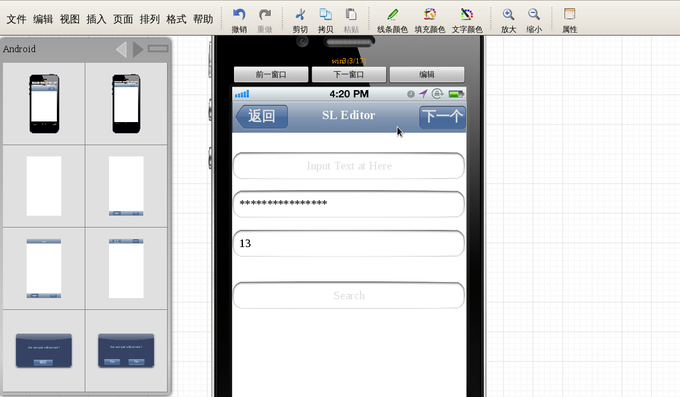 文件 编辑 视图 插入 页面 排列 格式 帮助
撤销 重做 剪切 拷贝 粘贴 线条颜色 填充颜色 文字颜色 放大 缩小 属性
Android
win3(3/17)
前一窗口 下一窗口 编辑
4:20 PM
返回 SL Editor 下一个
Input Text at Here
****************
13
Search